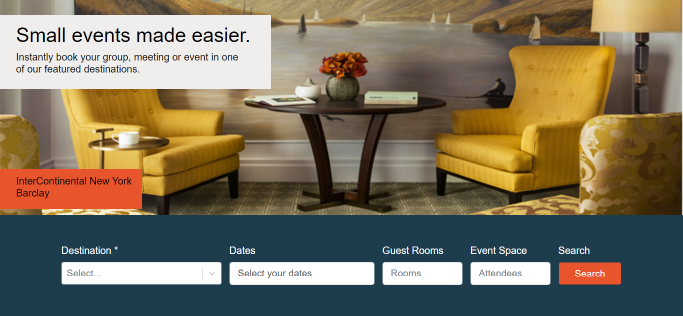 Small events made easier.
Instantly book your group, meeting or event in one
of our featured destinations.
InterContinental New York
Barclay
Destination * Dates Guest Rooms Event Space Search
Select... Select your dates Rooms Attendees Search